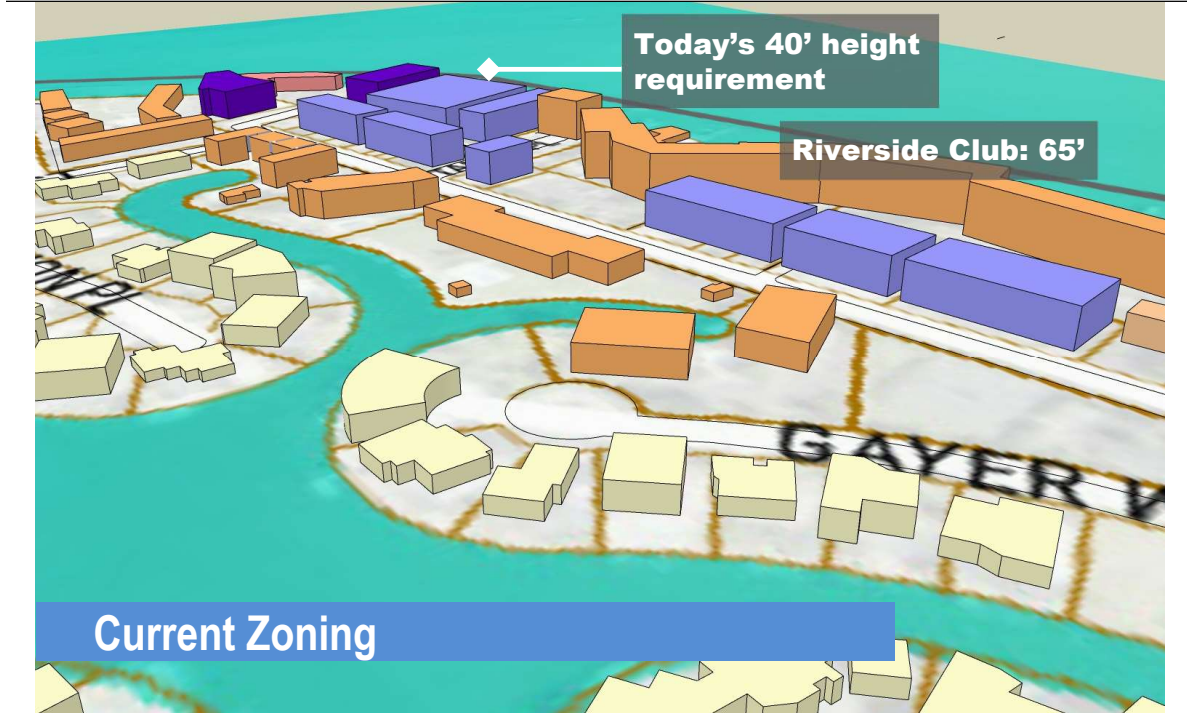 Today's 40' height
requirement
Riverside Club: 65'
GAYER W
Current Zoning